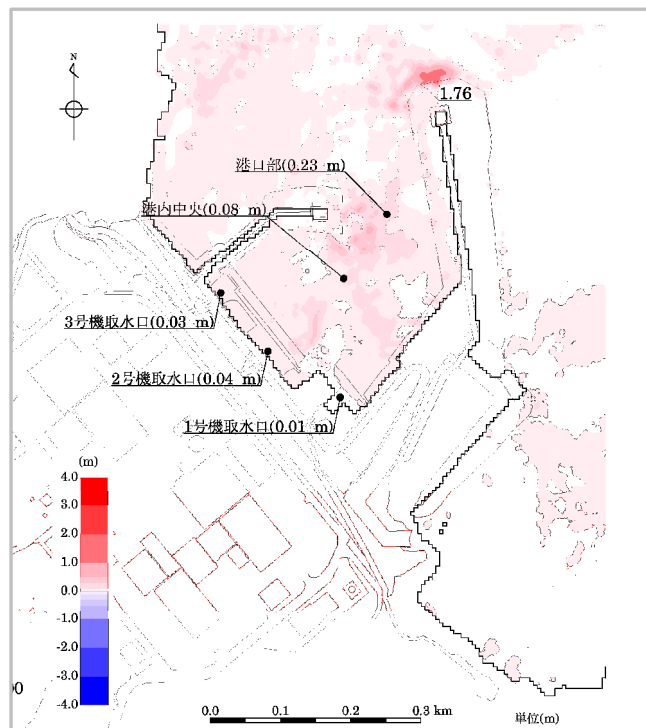 N
1.76
港口部(0.23 m)
港内中央(0.08 m)
3号機取水口(0.03 m)
2号機取水口(0.04 m)
1号機取水口(0.01 m)
(m)
4.0
3.0
2.0
1.0
0.0
-1.0
-2.0
-3.0
-4.0
00
0.0 0.1 0.2 0.3 km
単位(m)